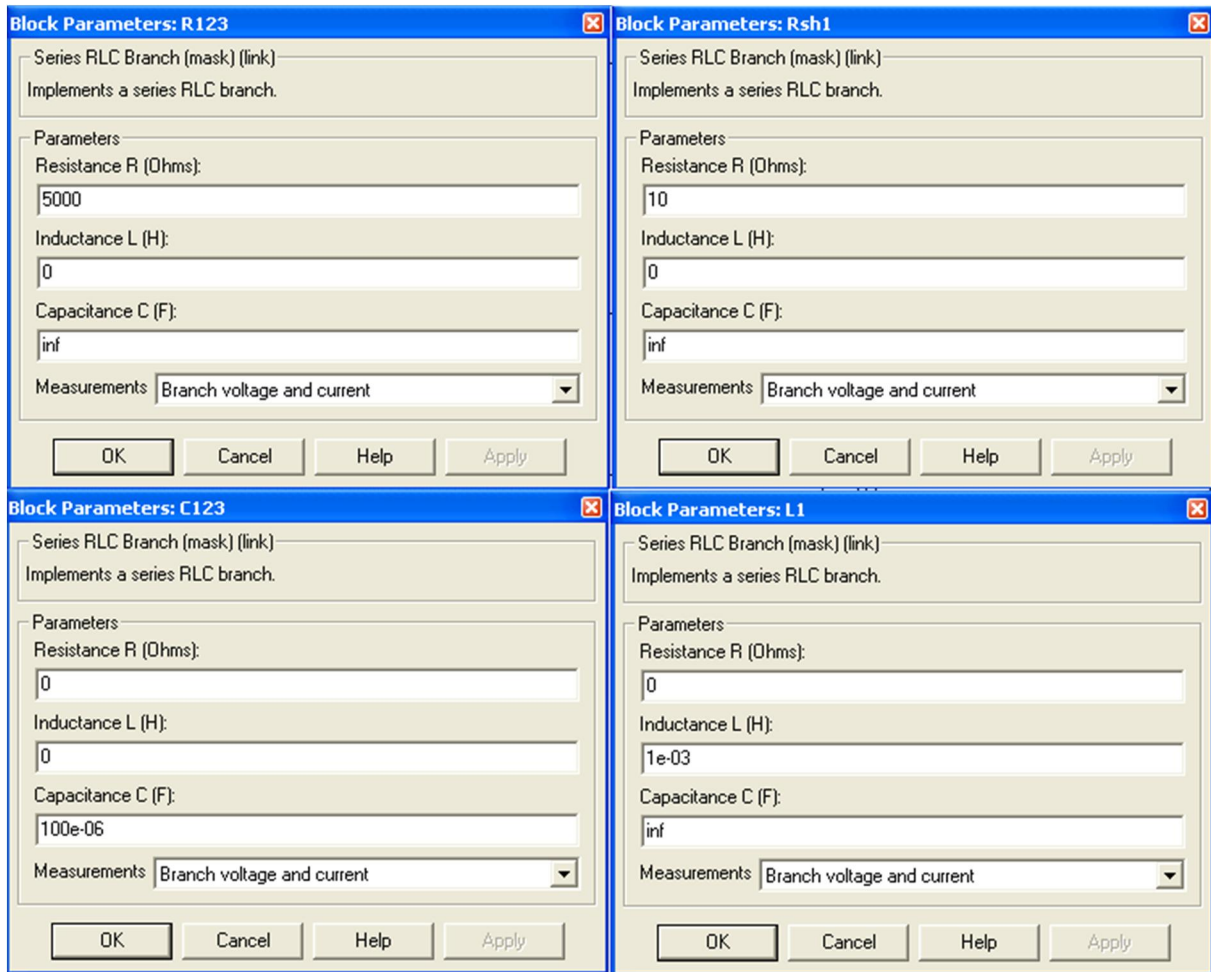 Block Parameters: R123
Series RLC Branch (mask) (link)
Implements a series RLC branch.
Parameters
Resistance R (Ohms):
5000
Inductance L (H):
0
Capacitance C (F):
inf
Measurements Branch voltage and current
OK Cancel Help Apply
Block Parameters: Rsh1
Series RLC Branch (mask) (link)
Implements a series RLC branch.
Parameters
Resistance R (Ohms):
10
Inductance L (H):
0
Capacitance C (F):
inf
Measurements Branch voltage and current
OK Cancel Help Apply
Block Parameters: C123
Series RLC Branch (mask) (link)
Implements a series RLC branch.
Parameters
Resistance R (Ohms):
0
Inductance L (H):
0
Capacitance C (F):
100e-06
Measurements Branch voltage and current
OK Cancel Help Apply
Block Parameters: L1
Series RLC Branch (mask) (link)
Implements a series RLC branch.
Parameters
Resistance R (Ohms):
0
Inductance L (H):
1e-03
Capacitance C (F):
inf
Measurements Branch voltage and current
OK Cancel Help Apply